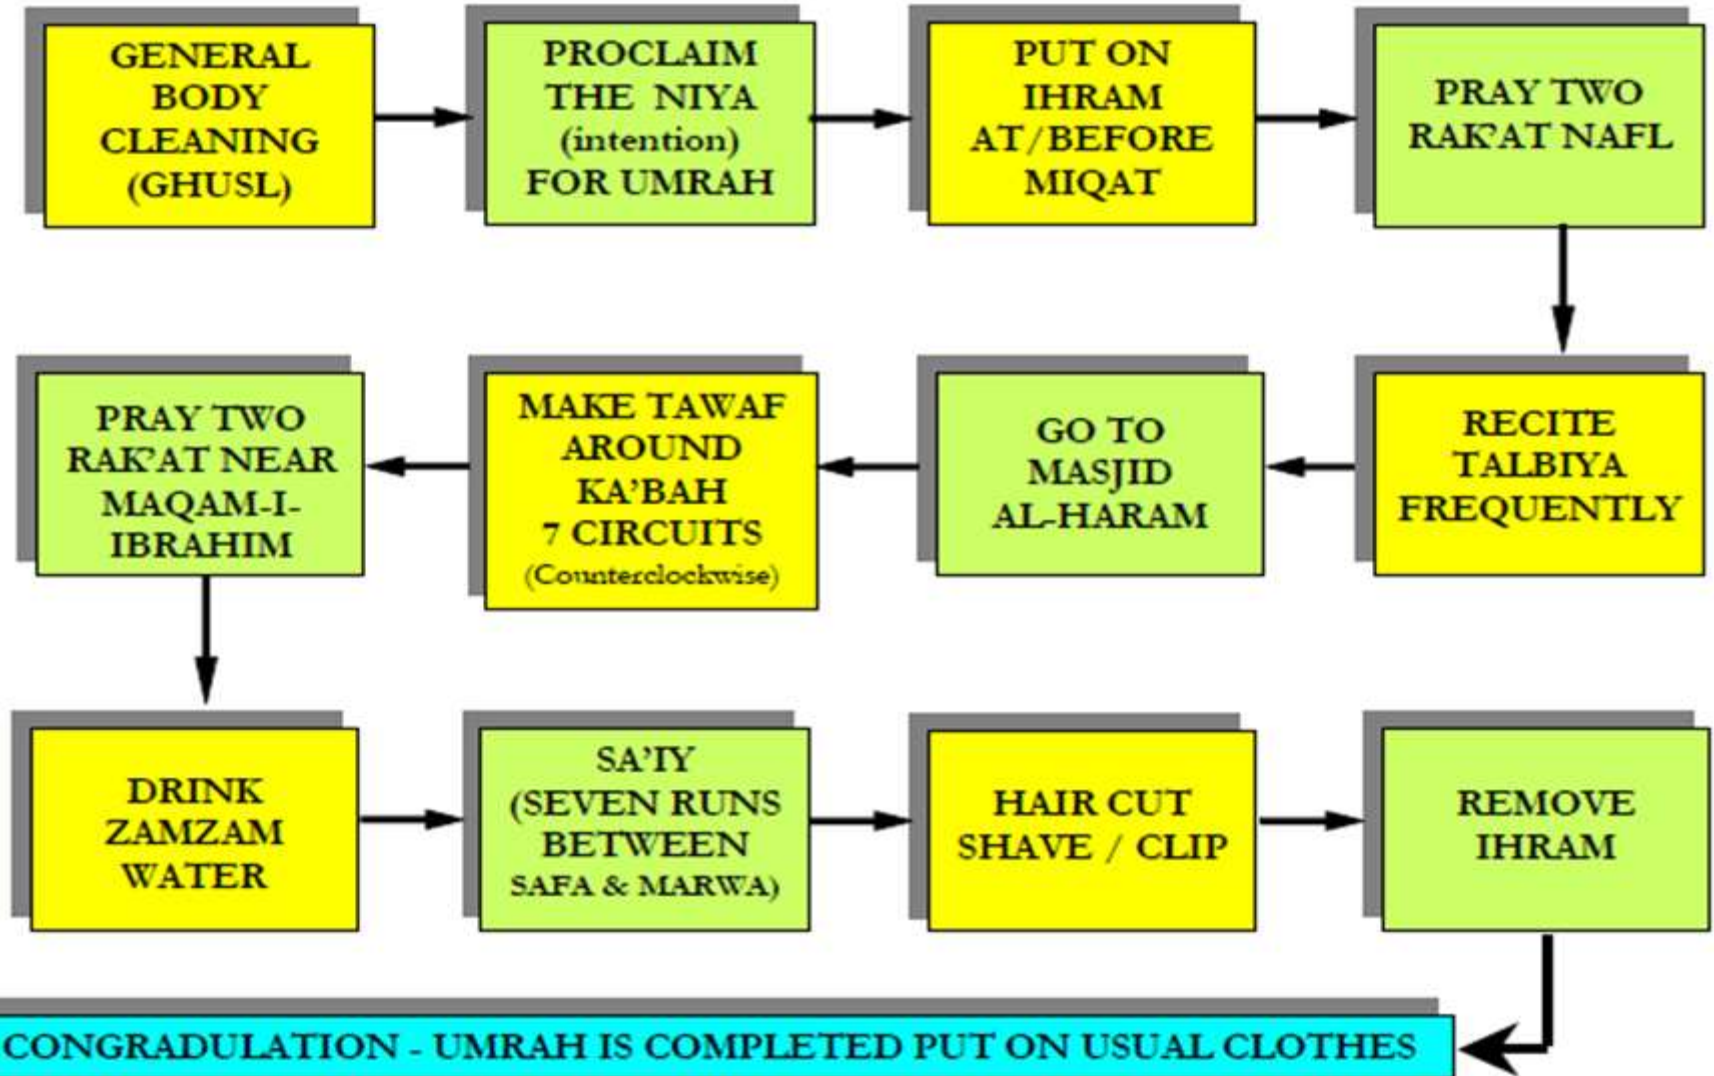 GENERAL
BODY
CLEANING
(GHUSL)
PROCLAIM
THE NIYA
(intention)
FOR UMRAH
PUT ON
IHRAM
AT/BEFORE
MIQAT
PRAY TWO
RAK'AT NAFL
RECITE
TALBIYA
FREQUENTLY
GO TO
MASJID
AL-HARAM
MAKE TAWAF
AROUND
KA'BAH
7 CIRCUITS
(Counterclockwise)
PRAY TWO
RAK'AT NEAR
MAQAM-I-
IBRAHIM
DRINK
ZAMZAM
WATER
SA'IY
(SEVEN RUNS
BETWEEN
SAFA & MARWA)
HAIR CUT
SHAVE / CLIP
REMOVE
IHRAM
CONGRADULATION - UMRAH IS COMPLETED PUT ON USUAL CLOTHES